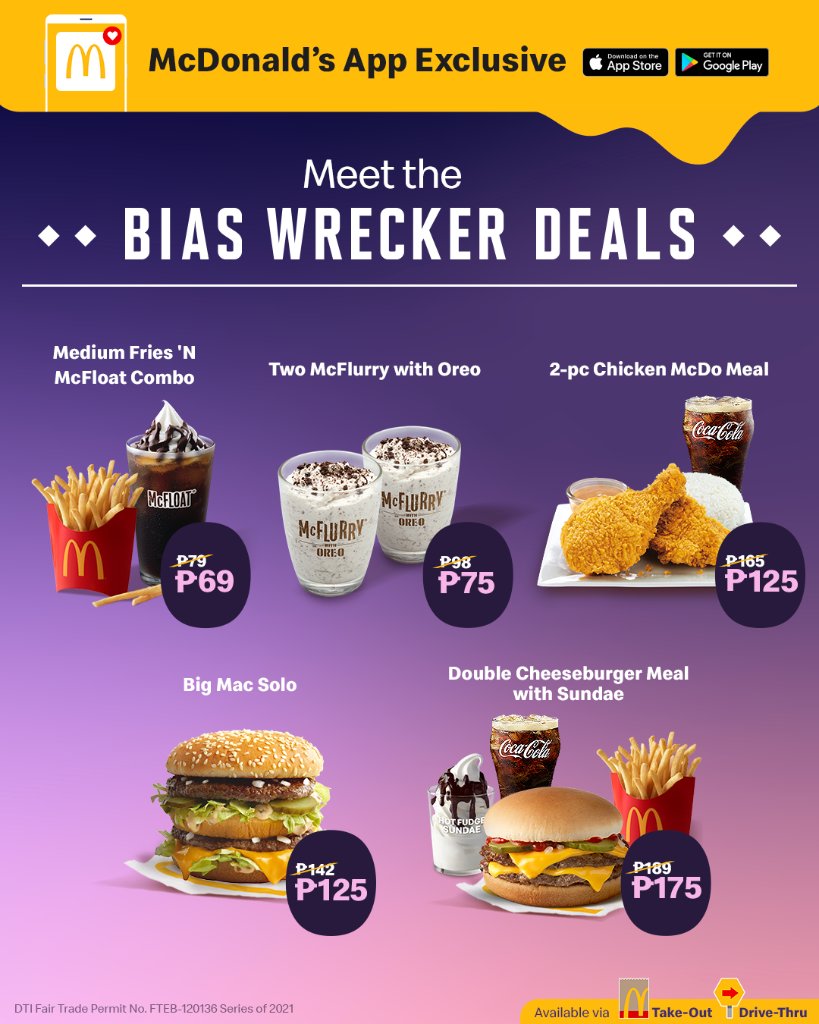 McDonald's App Exclusive
Download on the
App Store
GET IT ON
Google Play
Meet the
BIAS WRECKER DEALS
Medium Fries 'N
McFloat Combo
McFLOAT
₱79
₱69
Two McFlurry with Oreo
McFLURRY
WITH
OREO
McFLURRY
WITH
OREO
₱98
₱75
2-pc Chicken McDo Meal
Coca-Cola
₱165
₱125
Big Mac Solo
₱142
₱125
Double Cheeseburger Meal
with Sundae
Coca-Cola
HOT FUDGE
SUNDAE
₱189
₱175
DTI Fair Trade Permit No. FTEB-120136 Series of 2021
Available via
Take-Out
Drive-Thru